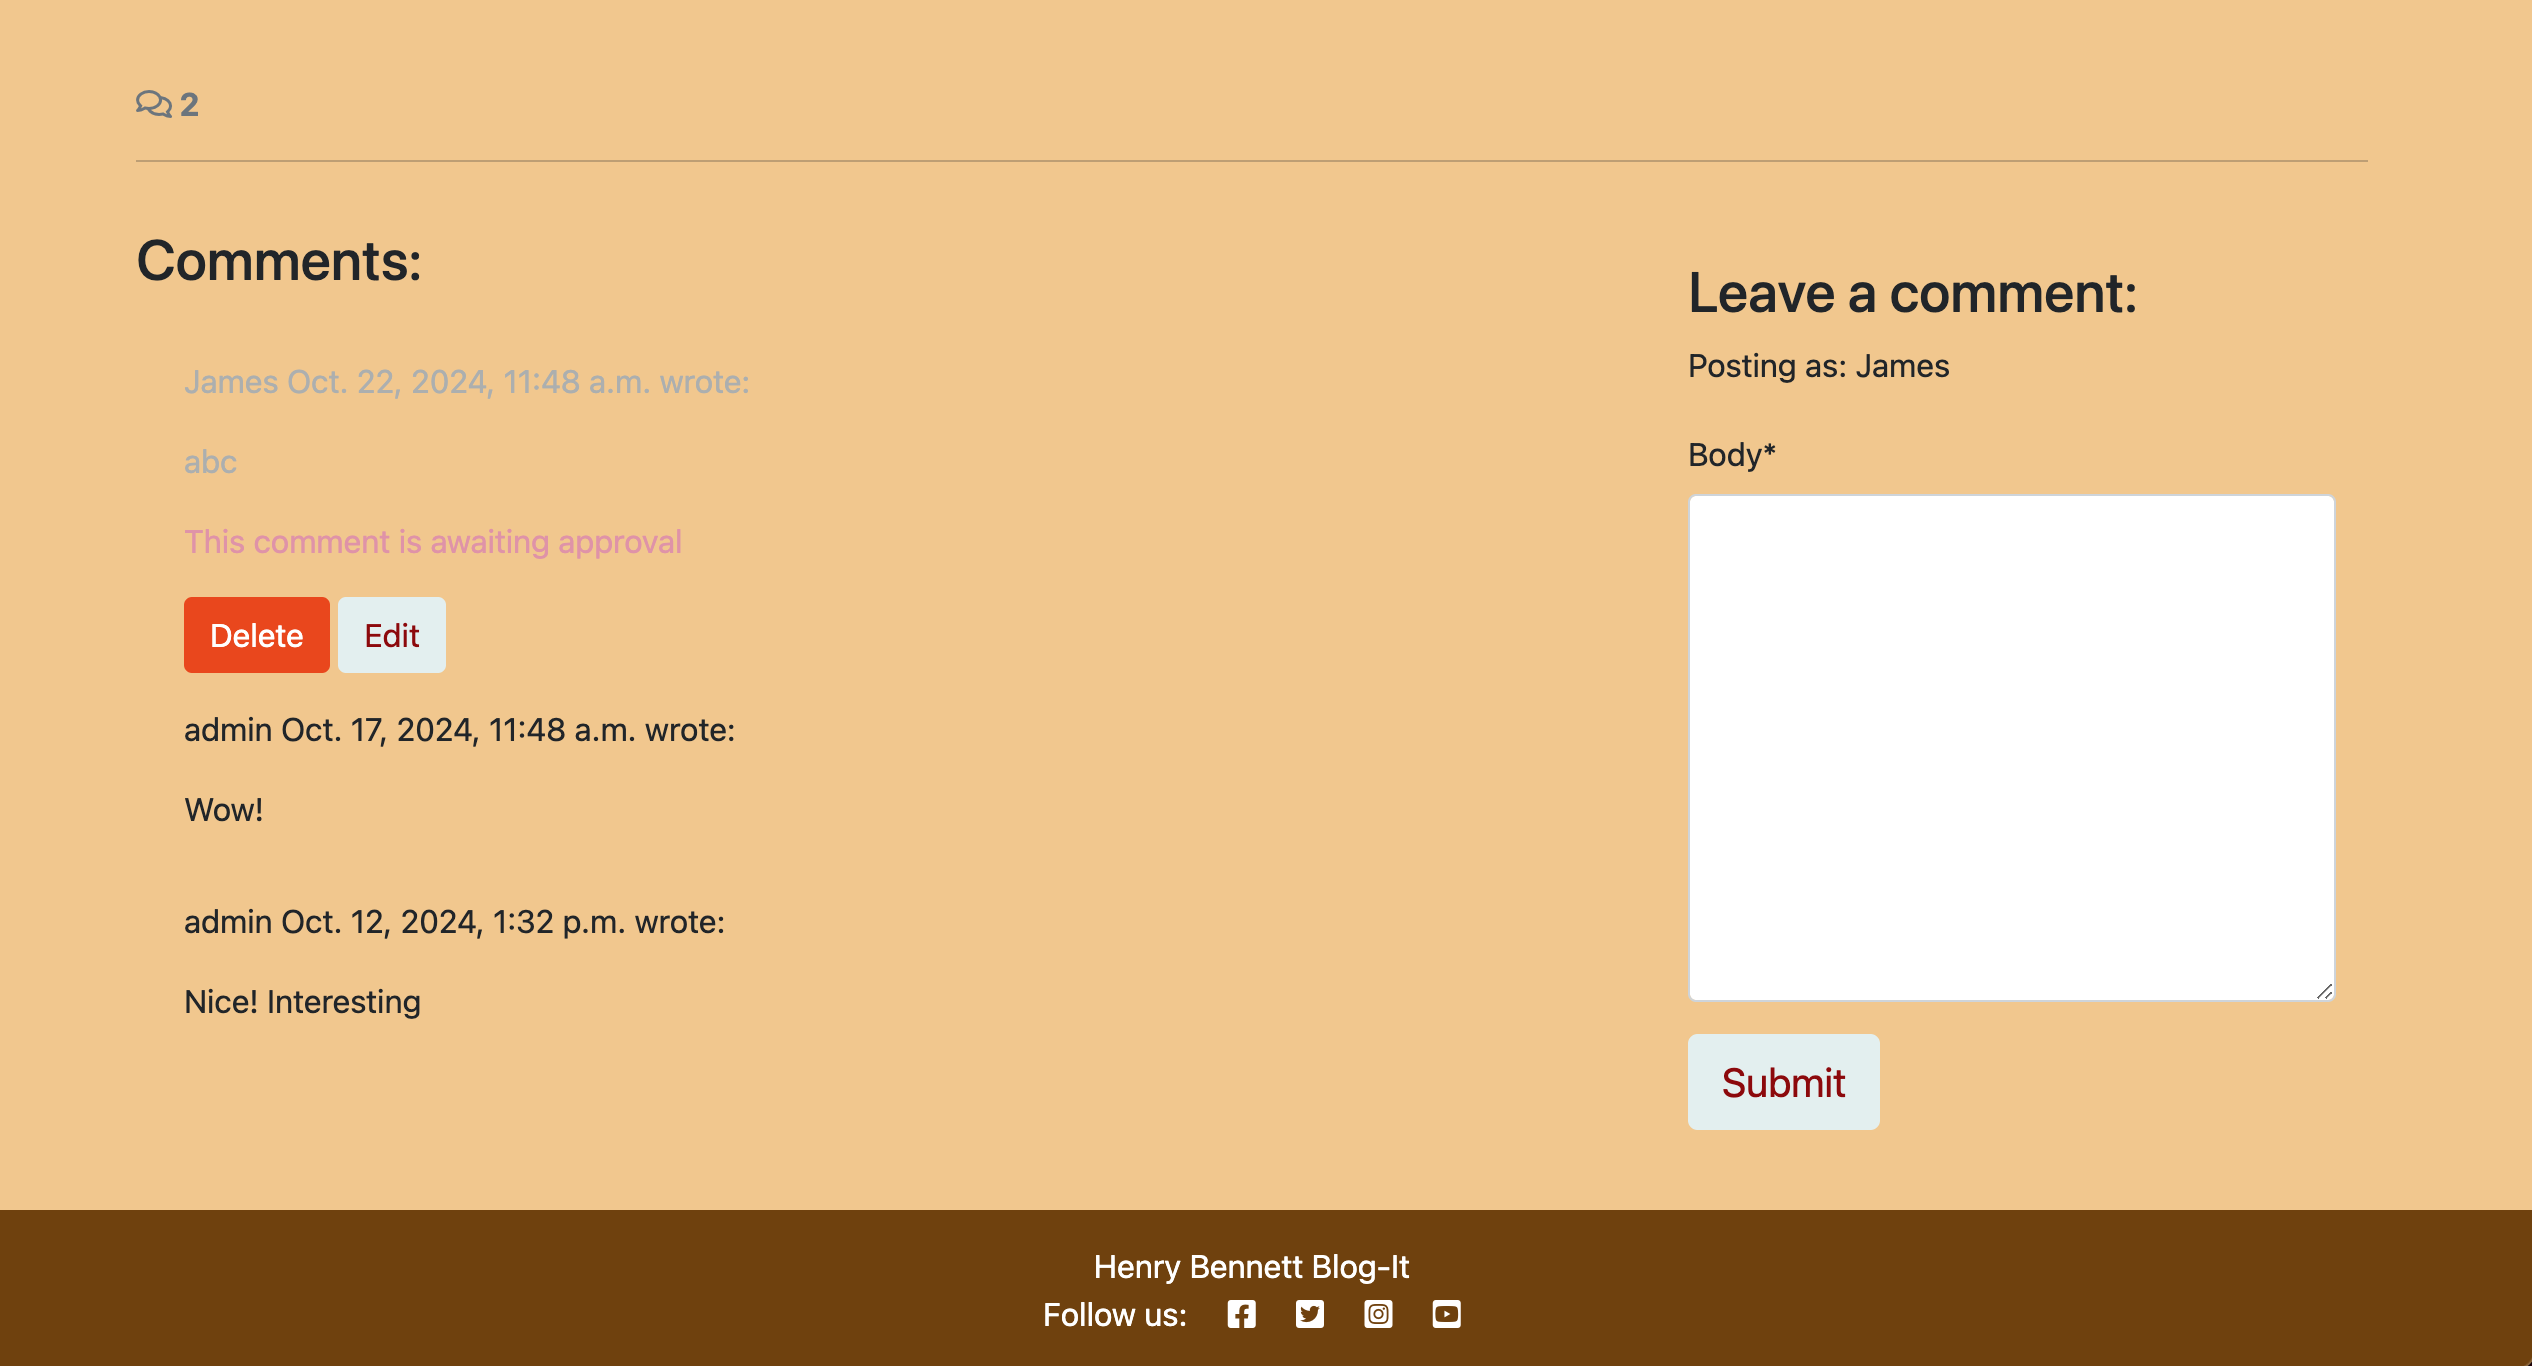 2
Comments:
James Oct. 22, 2024, 11:48 a.m. wrote:
abc
This comment is awaiting approval
Delete Edit
admin Oct. 17, 2024, 11:48 a.m. wrote:
Wow!
admin Oct. 12, 2024, 1:32 p.m. wrote:
Nice! Interesting
Leave a comment:
Posting as: James
Body*
Submit
Henry Bennett Blog-It
Follow us: